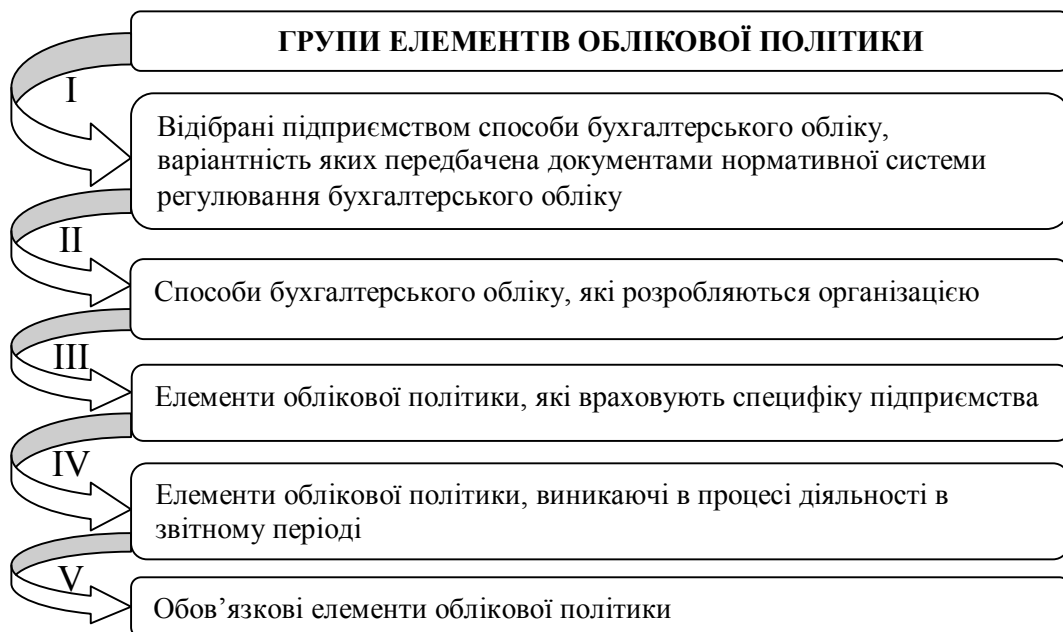 ГРУПИ ЕЛЕМЕНТІВ ОБЛІКОВОЇ ПОЛІТИКИ
I
Відібрані підприємством способи бухгалтерського обліку,
варіантність яких передбачена документами нормативної системи
регулювання бухгалтерського обліку
II
Способи бухгалтерського обліку, які розробляються організацією
III
Елементи облікової політики, які враховують специфіку підприємства
IV
Елементи облікової політики, виникаючі в процесі діяльності в
звітному періоді
V
Обов’язкові елементи облікової політики